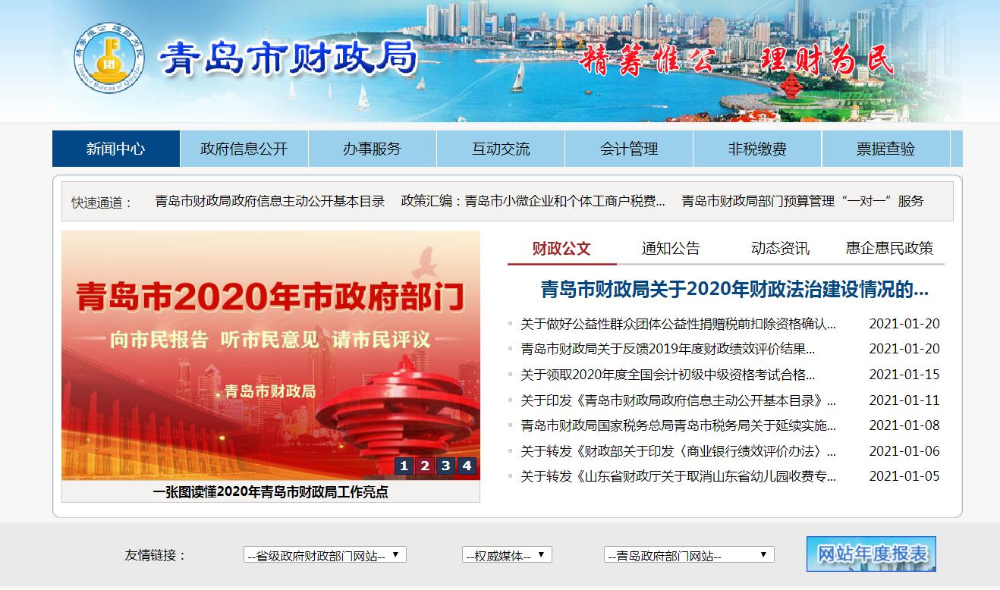 精筹惟公 理财为民
Finance Bureau of Qingdao
青岛市财政局
精筹惟公 理财为民
新闻中心 政府信息公开 办事服务 互动交流 会计管理 非税缴费 票据查验
快速通道： 青岛市财政局政府信息主动公开基本目录 政策汇编：青岛市小微企业和个体工商户税费... 青岛市财政局部门预算管理“一对一”服务
青岛市2020年市政府部门
向市民报告 听市民意见 请市民评议
青岛市财政局
1 2 3 4
一张图读懂2020年青岛市财政局工作亮点
财政公文 通知公告 动态资讯 惠企惠民政策
青岛市财政局关于2020年财政法治建设情况的...
关于做好公益性群众团体公益性捐赠税前扣除资格确认... 2021-01-20
青岛市财政局关于反馈2019年度财政绩效评价结果... 2021-01-20
关于领取2020年度全国会计初级中级资格考试合格... 2021-01-15
关于印发《青岛市财政局政府信息主动公开基本目录》... 2021-01-11
青岛市财政局国家税务总局青岛市税务局关于延续实施... 2021-01-08
关于转发《财政部关于印发〈商业银行绩效评价办法〉... 2021-01-06
关于转发《山东省财政厅关于取消山东省幼儿园收费专... 2021-01-05
友情链接： --省级政府财政部门网站-- --权威媒体-- --青岛政府部门网站-- 网站年度报表